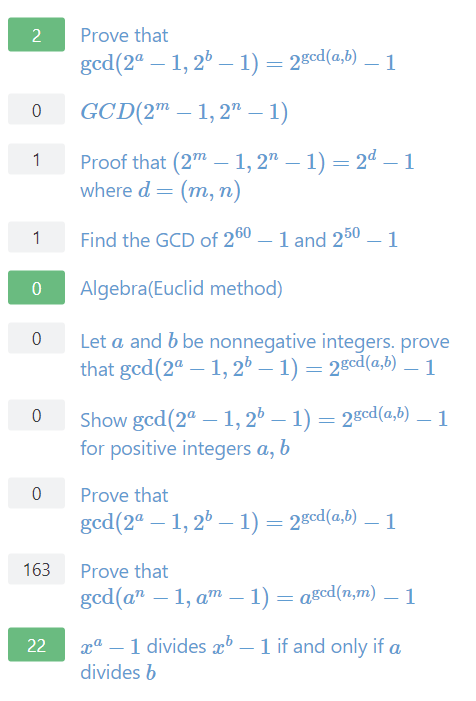 2 Prove that
gcd(2^a − 1, 2^b − 1) = 2^gcd(a,b) − 1
0 GCD(2^m − 1, 2^n − 1)
1 Proof that (2^m − 1, 2^n − 1) = 2^d − 1
where d = (m, n)
1 Find the GCD of 2^60 − 1 and 2^50 − 1
0 Algebra(Euclid method)
0 Let a and b be nonnegative integers. prove
that gcd(2^a − 1, 2^b − 1) = 2^gcd(a,b) − 1
0 Show gcd(2^a − 1, 2^b − 1) = 2^gcd(a,b) − 1
for positive integers a, b
0 Prove that
gcd(2^a − 1, 2^b − 1) = 2^gcd(a,b) − 1
163 Prove that
gcd(a^n − 1, a^m − 1) = a^gcd(n,m) − 1
22 x^a − 1 divides x^b − 1 if and only if a
divides b